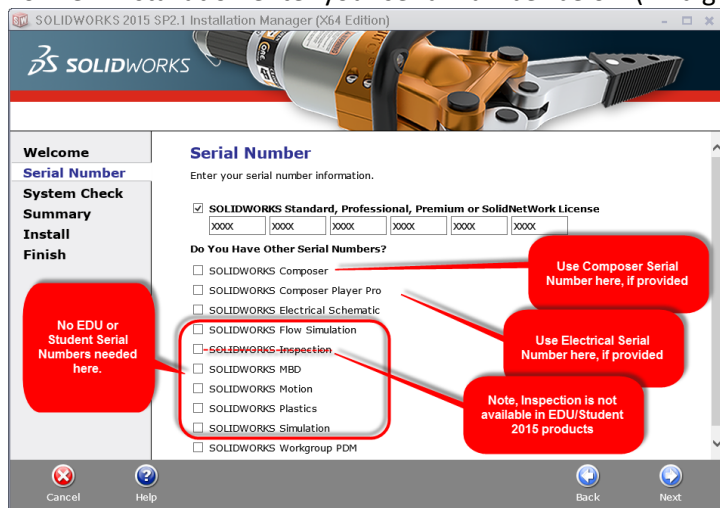 SOLIDWORKS 2015 SP2.1 Installation Manager (X64 Edition)
SOLIDWORKS
Welcome
Serial Number
System Check
Summary
Install
Finish
Serial Number
Enter your serial number information.
SOLIDWORKS Standard, Professional, Premium or SolidNetWork License
xxxx xxxx xxxx xxxx xxxx xxxx
Do You Have Other Serial Numbers?
SOLIDWORKS Composer
SOLIDWORKS Composer Player Pro
SOLIDWORKS Electrical Schematic
SOLIDWORKS Flow Simulation
SOLIDWORKS Inspection
SOLIDWORKS MBD
SOLIDWORKS Motion
SOLIDWORKS Plastics
SOLIDWORKS Simulation
SOLIDWORKS Workgroup PDM
No EDU or
Student Serial
Numbers needed
here.
Use Composer Serial
Number here, if provided
Use Electrical Serial
Number here, if provided
Note, Inspection is not
available in EDU/Student
2015 products
Cancel
Help
Back
Next